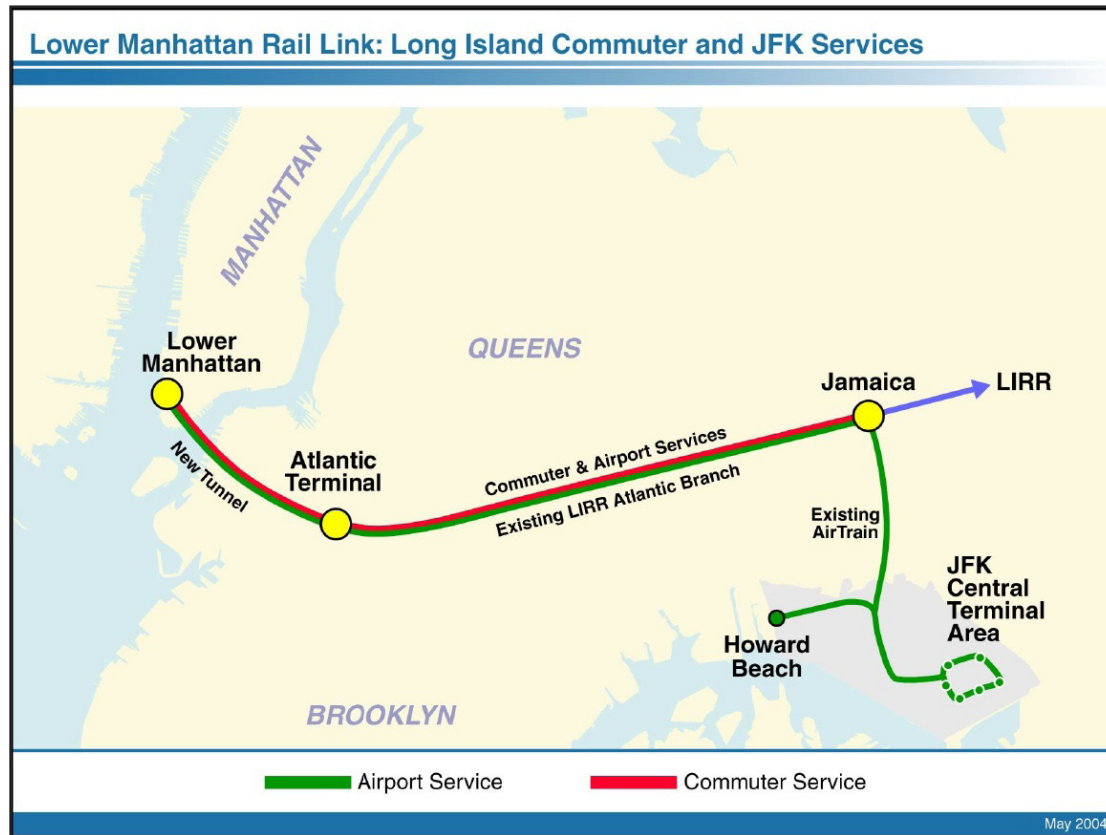 Lower Manhattan Rail Link: Long Island Commuter and JFK Services
MANHATTAN
Lower
Manhattan
QUEENS
Jamaica
LIRR
New Tunnel
Atlantic
Terminal
Commuter & Airport Services
Existing LIRR Atlantic Branch
Existing
AirTrain
JFK
Central
Terminal
Area
Howard
Beach
BROOKLYN
Airport Service
Commuter Service
May 2004